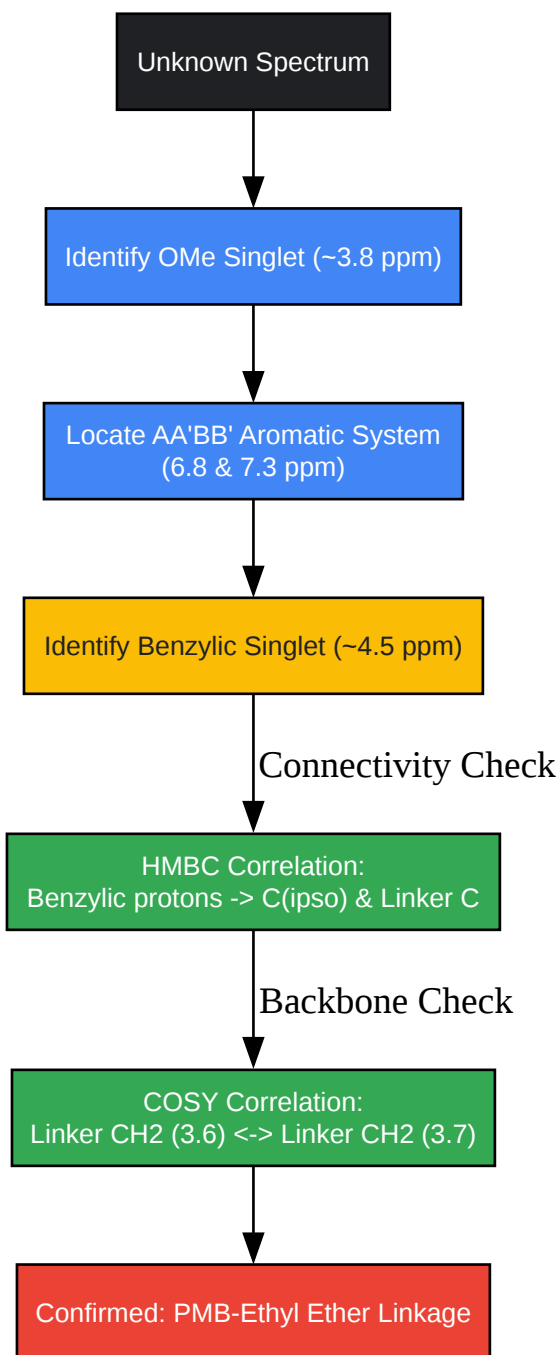 Unknown Spectrum
Identify OMe Singlet (~3.8 ppm)
Locate AA'BB' Aromatic System
(6.8 & 7.3 ppm)
Identify Benzylic Singlet (~4.5 ppm)
Connectivity Check
HMBC Correlation:
Benzylic protons -> C(ipso) & Linker C
Backbone Check
COSY Correlation:
Linker CH2 (3.6) <-> Linker CH2 (3.7)
Confirmed: PMB-Ethyl Ether Linkage